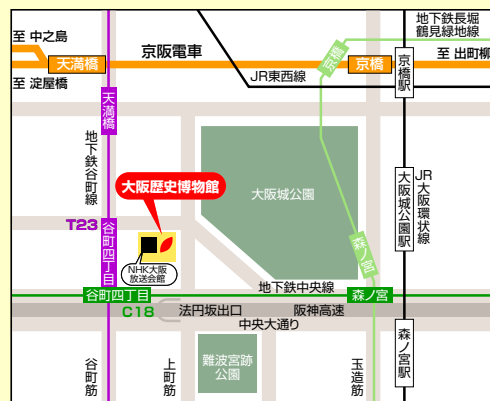 地下鉄長堀
鶴見緑地線
至 中之島
京阪電車
天満橋
京橋
京橋
至 出町柳
至 淀屋橋
JR東西線
京橋駅
天満橋
地下鉄谷町線
大阪歴史博物館
大阪城公園
大阪城公園駅
JR大阪環状線
T23
谷町四丁目
NHK大阪
放送会館
森ノ宮
地下鉄中央線
谷町四丁目
森ノ宮
C18
法円坂出口
阪神高速
中央大通り
森ノ宮駅
難波宮跡
公園
谷町筋
上町筋
玉造筋